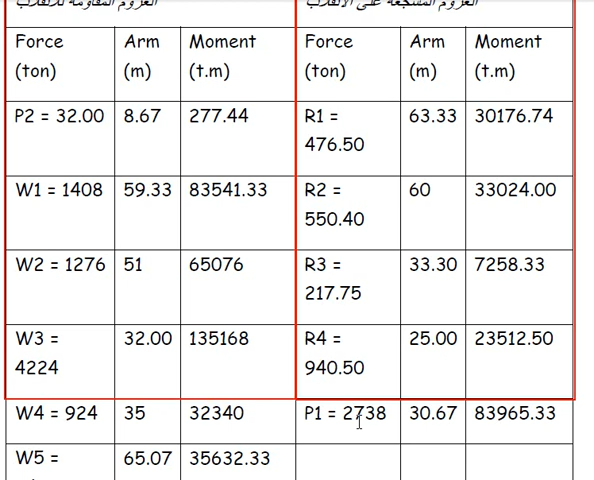 العزوم المقاومة للانقلاب العزوم المشجعة على الانقلاب
Force Arm Moment Force Arm Moment
(ton) (m) (t.m) (ton) (m) (t.m)
P2 = 32.00 8.67 277.44 R1 = 63.33 30176.74
476.50
W1 = 1408 59.33 83541.33 R2 = 60 33024.00
550.40
W2 = 1276 51 65076 R3 = 33.30 7258.33
217.75
W3 = 32.00 135168 R4 = 25.00 23512.50
4224 940.50
W4 = 924 35 32340 P1 = 2738 30.67 83965.33
W5 = 65.07 35632.33